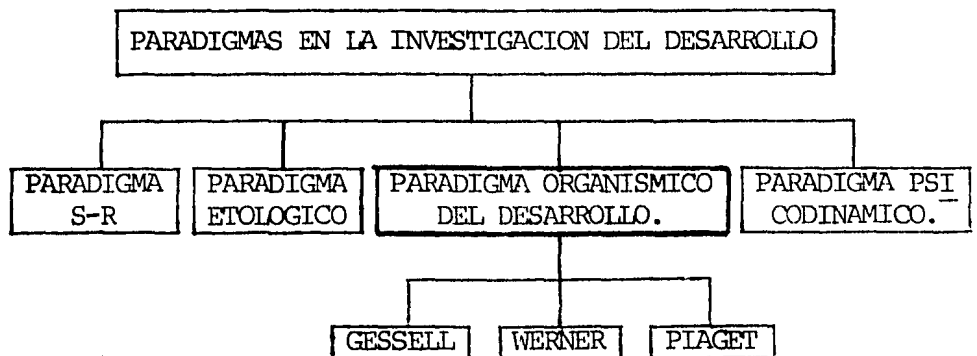 PARADIGMAS EN LA INVESTIGACION DEL DESARROLLO
PARADIGMA
S-R
PARADIGMA
ETOLOGICO
PARADIGMA ORGANISMICO
DEL DESARROLLO.
PARADIGMA PSI
CODINAMICO.
GESSELL
WERNER
PIAGET